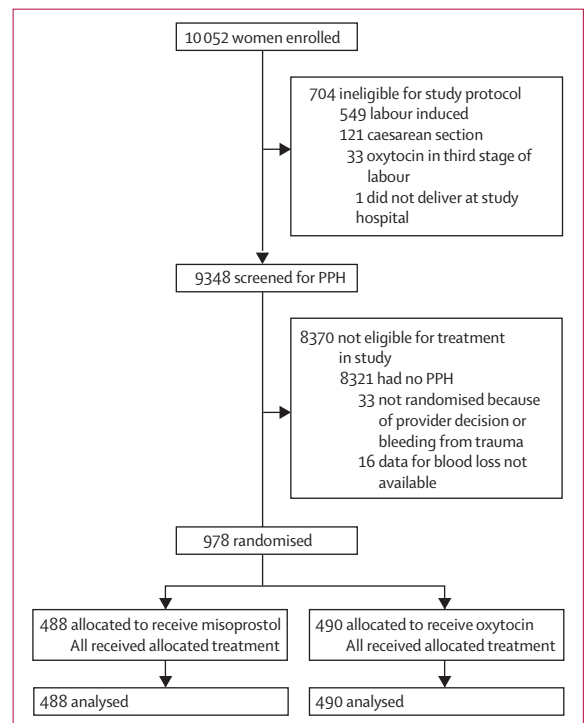 10 052 women enrolled
704 ineligible for study protocol
549 labour induced
121 caesarean section
33 oxytocin in third stage of
labour
1 did not deliver at study
hospital
9348 screened for PPH
8370 not eligible for treatment
in study
8321 had no PPH
33 not randomised because
of provider decision or
bleeding from trauma
16 data for blood loss not
available
978 randomised
488 allocated to receive misoprostol
All received allocated treatment
490 allocated to receive oxytocin
All received allocated treatment
488 analysed
490 analysed